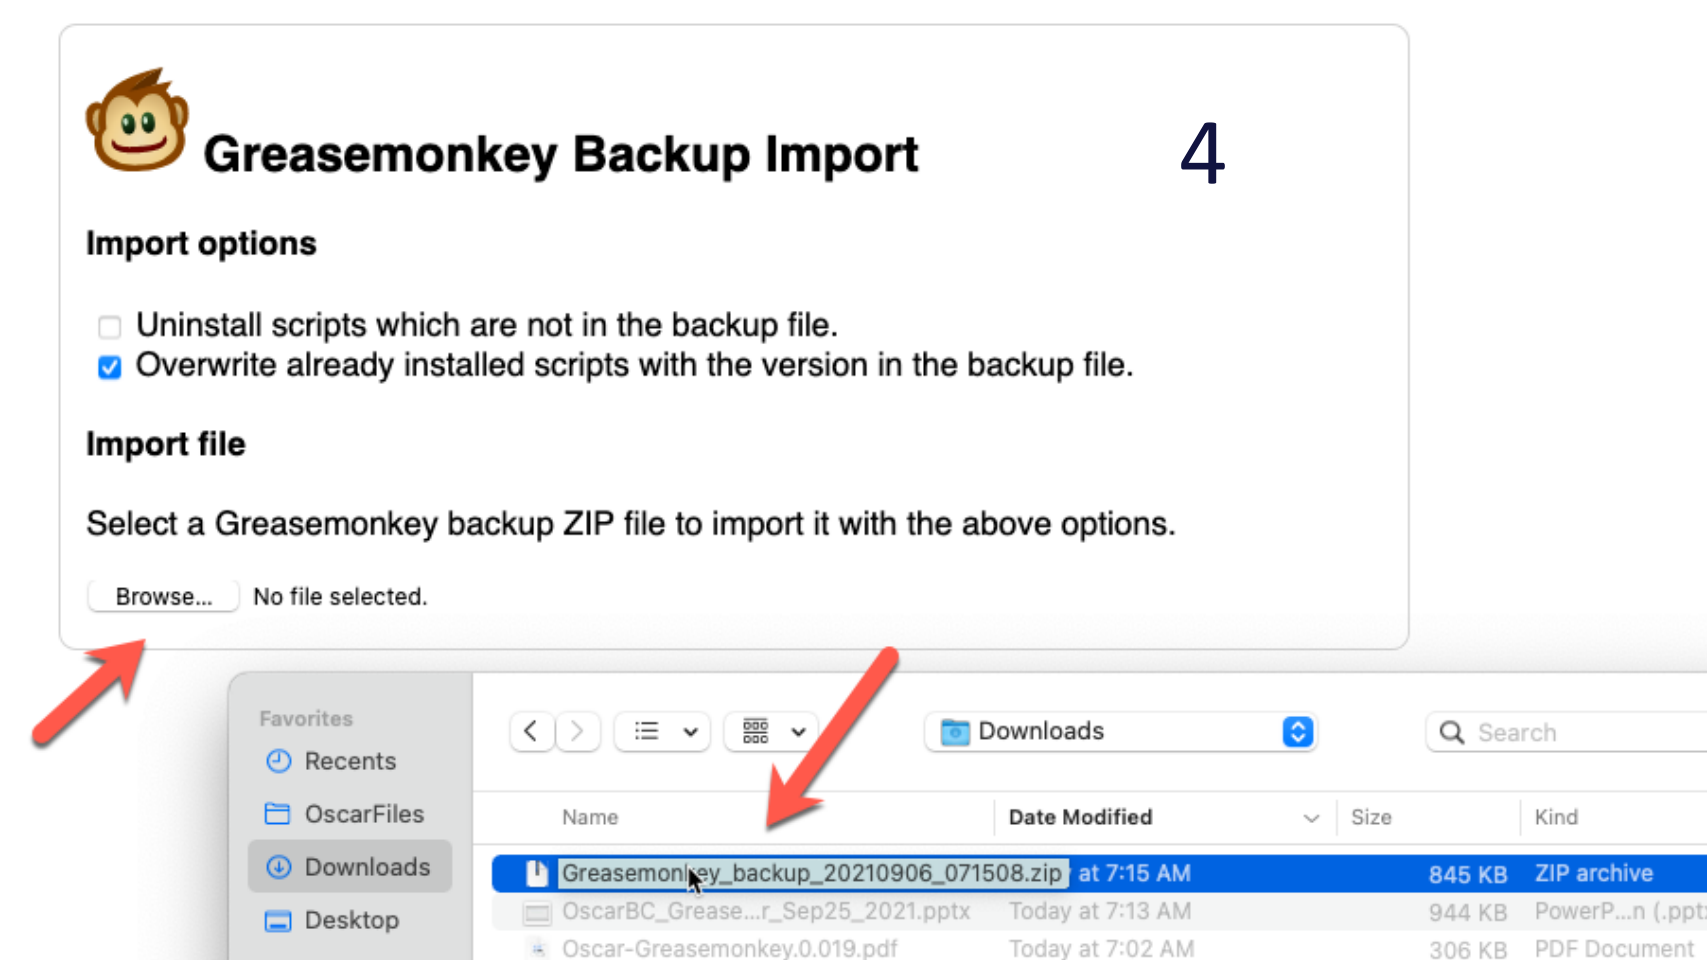 Greasemonkey Backup Import
4
Import options
Uninstall scripts which are not in the backup file.
Overwrite already installed scripts with the version in the backup file.
Import file
Select a Greasemonkey backup ZIP file to import it with the above options.
Browse... No file selected.
Favorites
Recents
OscarFiles
Downloads
Desktop
Downloads
Search
Name Date Modified Size Kind
Greasemonkey_backup_20210906_071508.zip at 7:15 AM 845 KB ZIP archive
OscarBC_Grease...r_Sep25_2021.pptx Today at 7:13 AM 944 KB PowerP...n (.ppt
Oscar-Greasemonkey.0.019.pdf Today at 7:02 AM 306 KB PDF Document